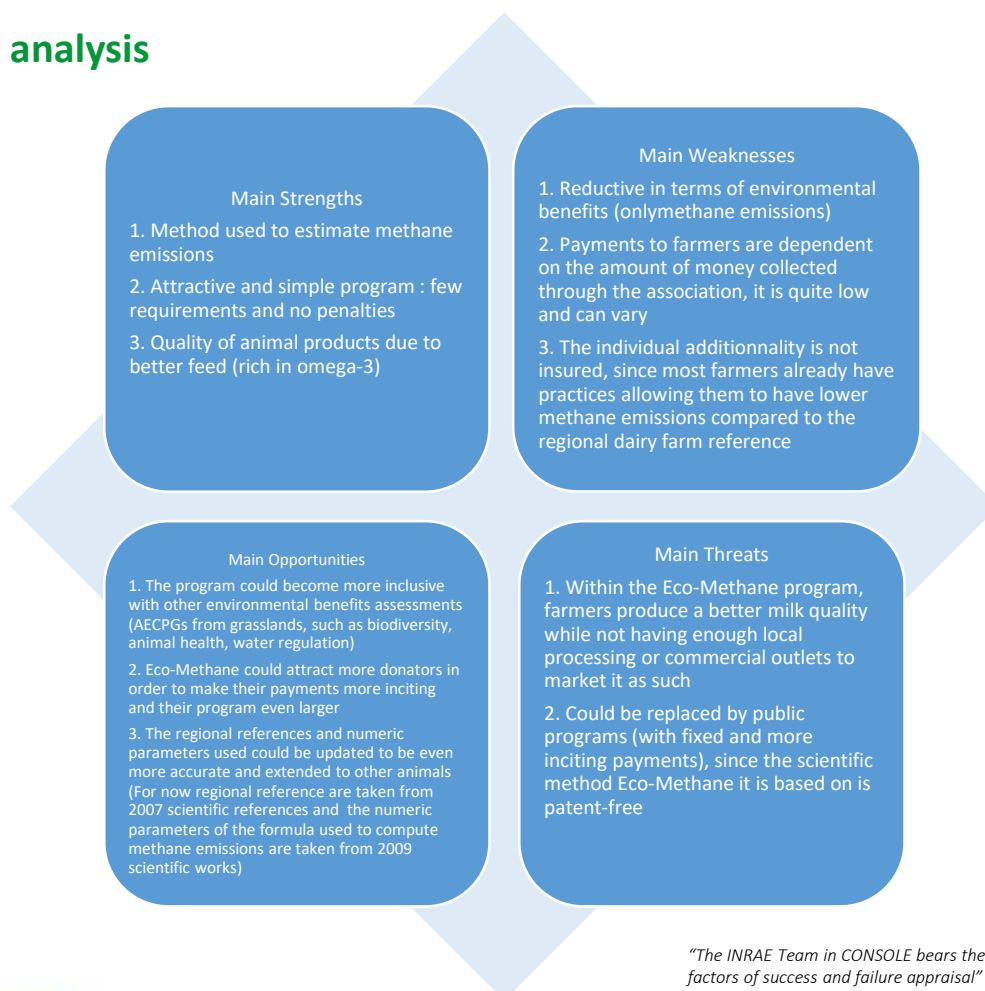 analysis
Main Strengths
1. Method used to estimate methane
emissions
2. Attractive and simple program : few
requirements and no penalties
3. Quality of animal products due to
better feed (rich in omega-3)
Main Weaknesses
1. Reductive in terms of environmental
benefits (onlymethane emissions)
2. Payments to farmers are dependent
on the amount of money collected
through the association, it is quite low
and can vary
3. The individual additionnality is not
insured, since most farmers already have
practices allowing them to have lower
methane emissions compared to the
regional dairy farm reference
Main Opportunities
1. The program could become more inclusive
with other environmental benefits assessments
(AECPGs from grasslands, such as biodiversity,
animal health, water regulation)
2. Eco-Methane could attract more donators in
order to make their payments more inciting
and their program even larger
3. The regional references and numeric
parameters used could be updated to be even
more accurate and extended to other animals
(For now regional reference are taken from
2007 scientific references and  the numeric
parameters of the formula used to compute
methane emissions are taken from 2009
scientific works)
Main Threats
1. Within the Eco-Methane program,
farmers produce a better milk quality
while not having enough local
processing or commercial outlets to
market it as such
2. Could be replaced by public
programs (with fixed and more
inciting payments), since the scientific
method Eco-Methane it is based on is
patent-free
“The INRAE Team in CONSOLE bears the
factors of success and failure appraisal”